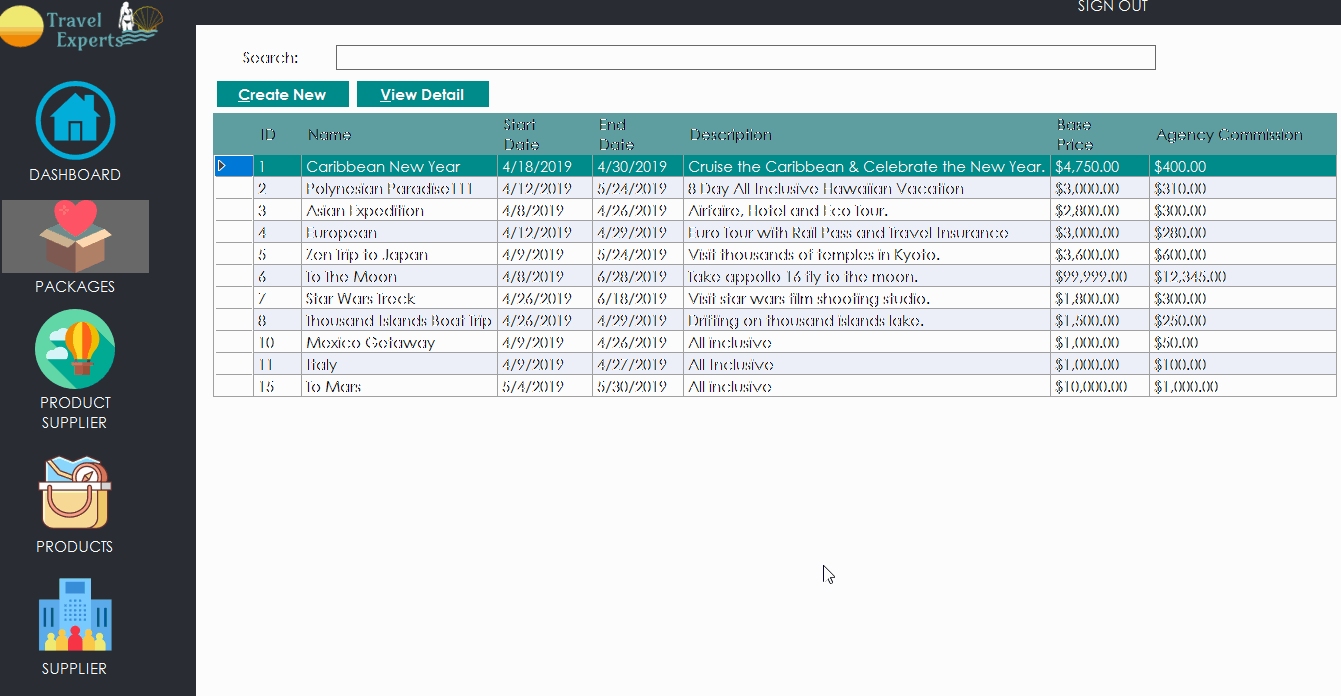 Travel
Experts
SIGN OUT
DASHBOARD
PACKAGES
PRODUCT
SUPPLIER
PRODUCTS
SUPPLIER
Search:
Create New View Detail
ID Name Start Date End Date Description Base Price Agency Commission
1 Caribbean New Year 4/18/2019 4/30/2019 Cruise the Caribbean & Celebrate the New Year. $4,750.00 $400.00
2 Polynesian Paradise111 4/12/2019 5/24/2019 8 Day All Inclusive Hawaiian Vacation $3,000.00 $310.00
3 Asian Expedition 4/8/2019 4/26/2019 Airfaire, Hotel and Eco Tour. $2,800.00 $300.00
4 European 4/12/2019 4/29/2019 Euro Tour with Rail Pass and Travel Insurance $3,000.00 $280.00
5 Zen Trip to Japan 4/9/2019 5/24/2019 Visit thousands of temples in Kyoto. $3,600.00 $600.00
6 To The Moon 4/8/2019 6/28/2019 Take appollo 16 fly to the moon. $99,999.00 $12,345.00
7 Star Wars Treck 4/26/2019 6/18/2019 Visit star wars film shooting studio. $1,800.00 $300.00
8 Thousand Islands Boat Trip 4/26/2019 4/29/2019 Drifting on thousand islands lake. $1,500.00 $250.00
10 Mexico Getaway 4/9/2019 4/26/2019 All inclusive $1,000.00 $50.00
11 Italy 4/9/2019 4/27/2019 All Inclusive $1,000.00 $100.00
15 To Mars 5/4/2019 5/30/2019 All inclusive $10,000.00 $1,000.00